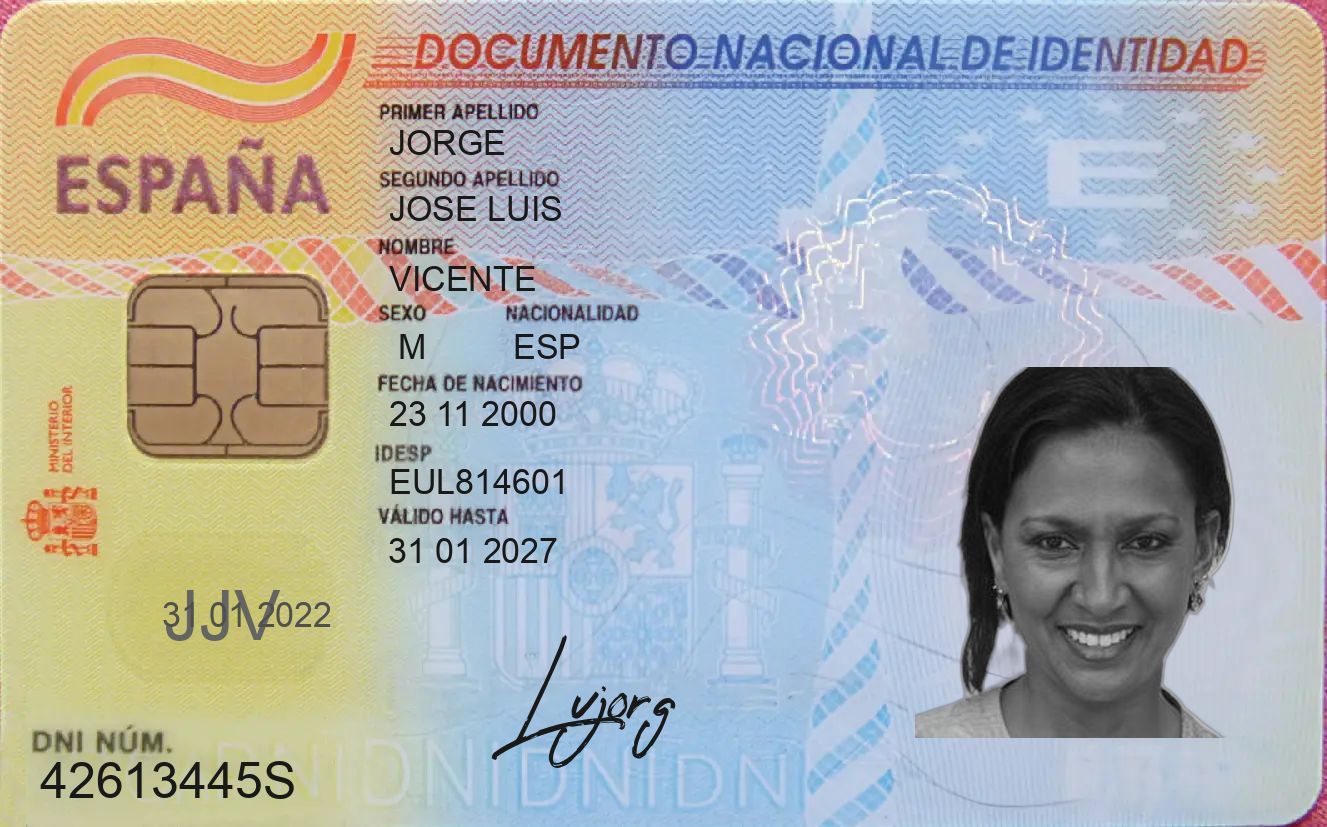 DOCUMENTO NACIONAL DE IDENTIDAD
ESPAÑA
PRIMER APELLIDO
JORGE
SEGUNDO APELLIDO
JOSE LUIS
NOMBRE
VICENTE
SEXO NACIONALIDAD
M ESP
FECHA DE NACIMIENTO
23 11 2000
IDESP
EUL814601
VÁLIDO HASTA
31 01 2027
MINISTERIO
DEL INTERIOR
E
31 01 2022
JJV
Lujorg
DNI NÚM.
42613445S
DNIDNIDNIDNI